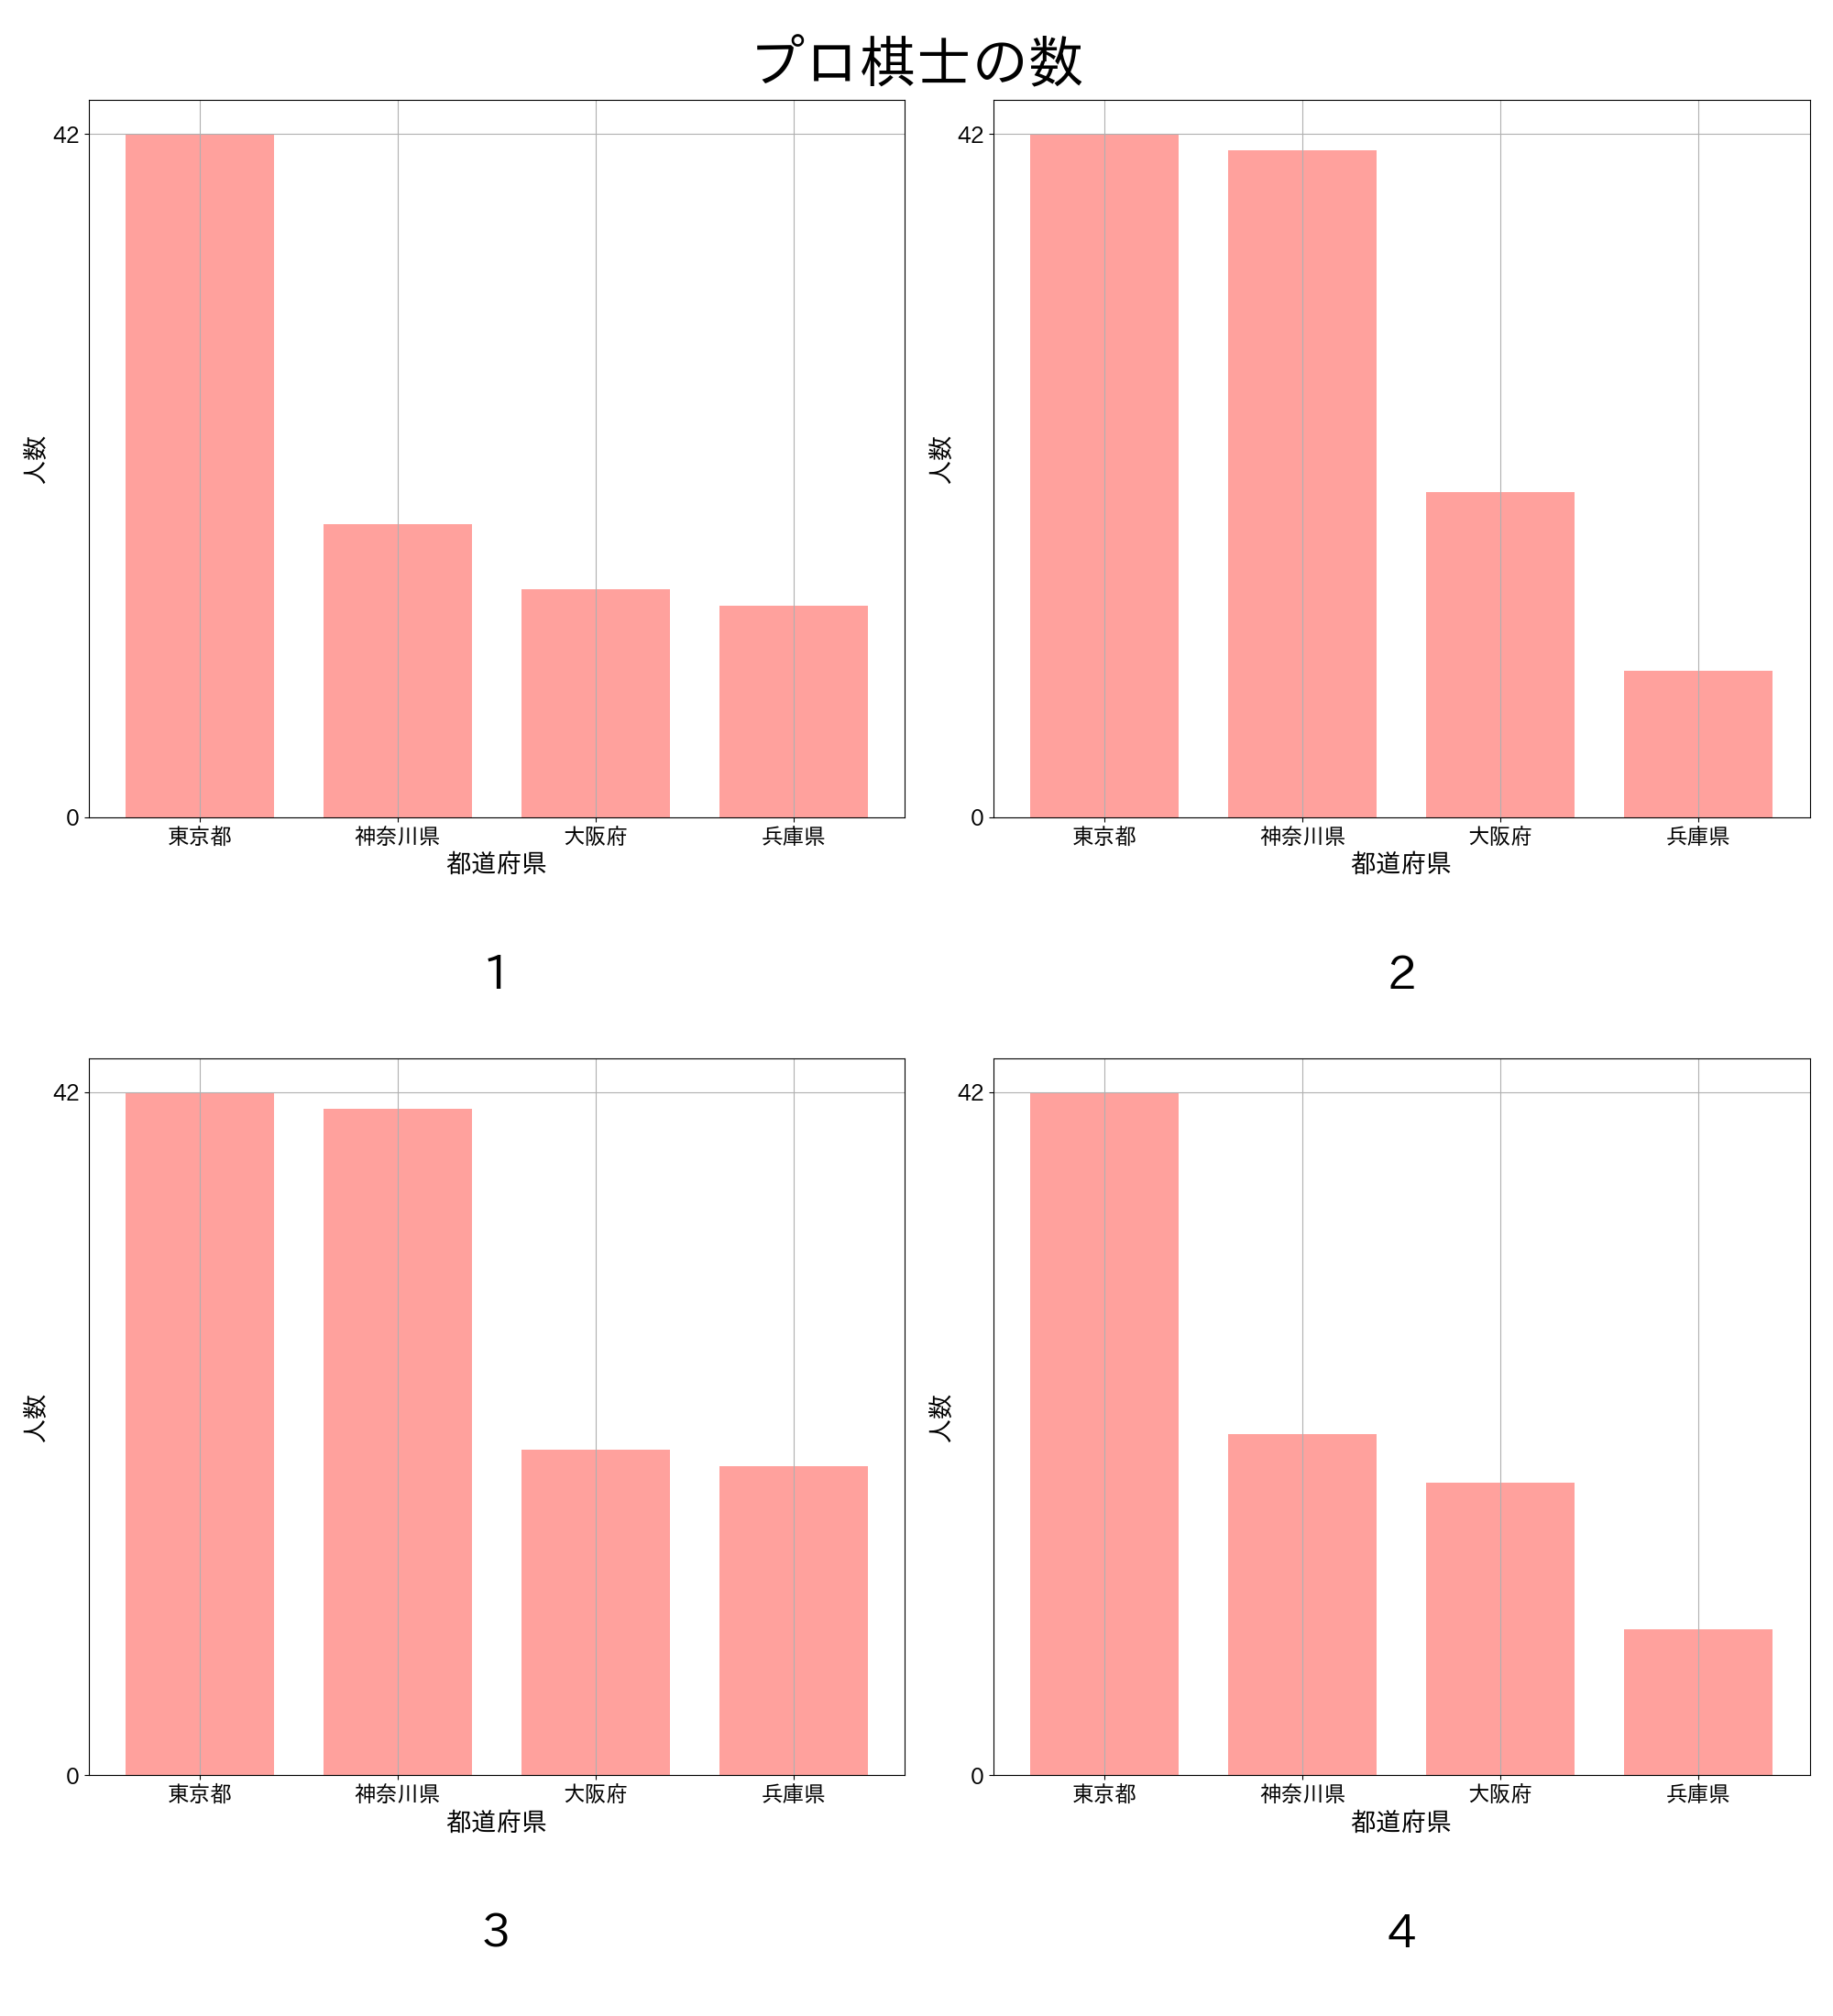 プロ棋士の数
42
0
人数
東京都 神奈川県 大阪府 兵庫県
都道府県
1
42
0
人数
東京都 神奈川県 大阪府 兵庫県
都道府県
2
42
0
人数
東京都 神奈川県 大阪府 兵庫県
都道府県
3
42
0
人数
東京都 神奈川県 大阪府 兵庫県
都道府県
4